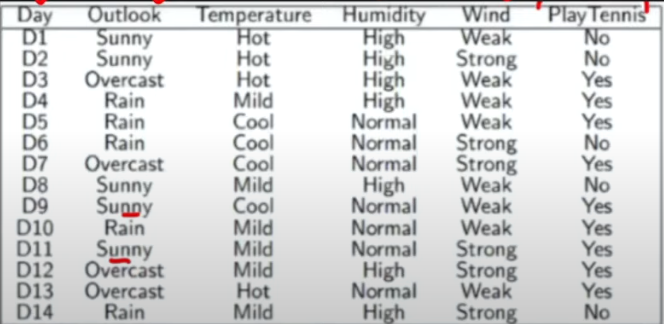 Day Outlook Temperature Humidity Wind PlayTennis
D1 Sunny Hot High Weak No
D2 Sunny Hot High Strong No
D3 Overcast Hot High Weak Yes
D4 Rain Mild High Weak Yes
D5 Rain Cool Normal Weak Yes
D6 Rain Cool Normal Strong No
D7 Overcast Cool Normal Strong Yes
D8 Sunny Mild High Weak No
D9 Sunny Cool Normal Weak Yes
D10 Rain Mild Normal Weak Yes
D11 Sunny Mild Normal Strong Yes
D12 Overcast Mild High Strong Yes
D13 Overcast Hot Normal Weak Yes
D14 Rain Mild High Strong No